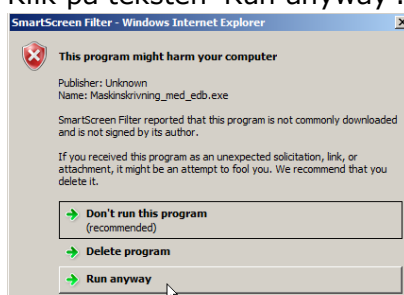 Klik på teksten "Run anyway".
SmartScreen Filter - Windows Internet Explorer
This program might harm your computer
Publisher: Unknown
Name: Maskinskrivning_med_edb.exe
SmartScreen Filter reported that this program is not commonly downloaded
and is not signed by its author.
If you received this program as an unexpected solicitation, link, or
attachment, it might be an attempt to fool you. We recommend that you
delete it.
Don't run this program
(recommended)
Delete program
Run anyway